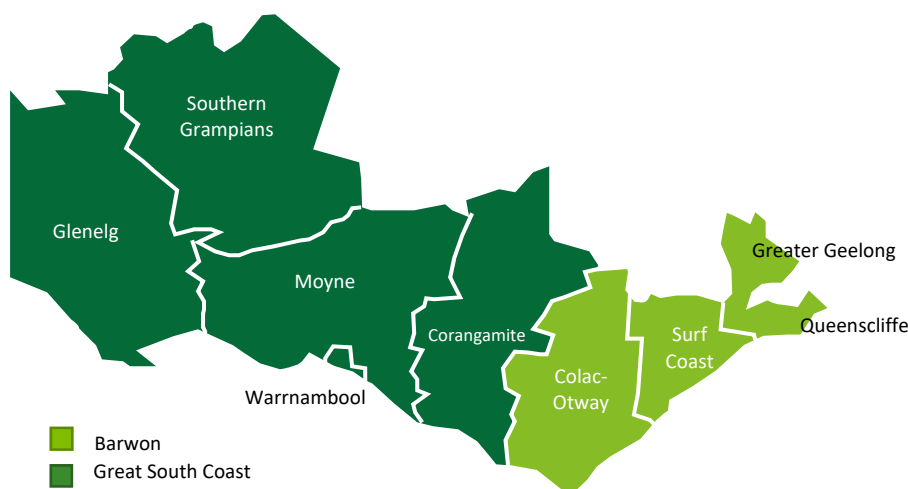 Southern
Grampians
Glenelg
Greater Geelong
Moyne
Queenscliffe
Corangamite
Surf
Coast
Colac-
Otway
Warrnambool
Barwon
Great South Coast